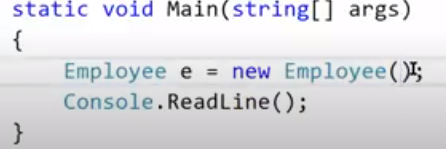 static void Main(string[] args)
{
Employee e = new Employee();
Console.ReadLine();
}